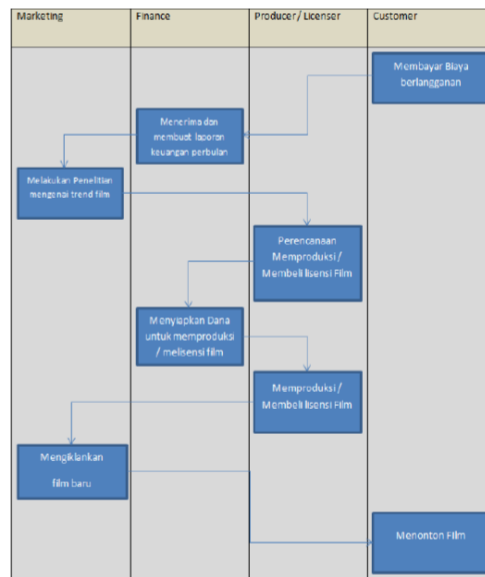 Marketing
Finance
Producer / Licenser
Customer
Membayar Biaya
berlangganan
Menerima dan
membuat laporan
keuangan perbulan
Melakukan Penelitian
mengenai trend film
Perencanaan
Memproduksi /
Membeli lisensi Film
Menyiapkan Dana
untuk memproduksi
/ melisensi film
Memproduksi /
Membeli lisensi Film
Mengiklankan
film baru
Menonton Film